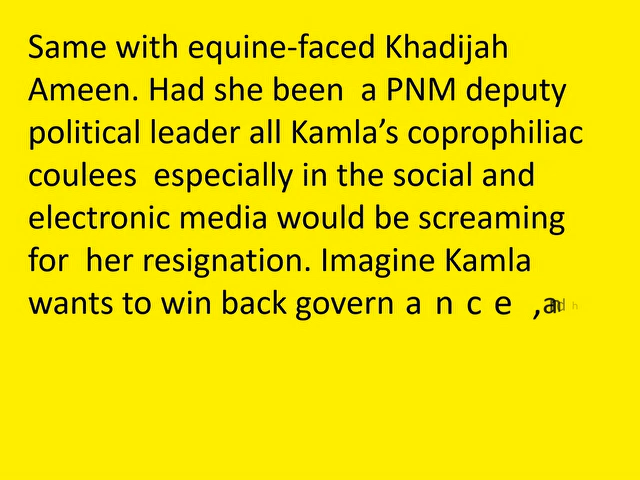 Same with equine-faced Khadijah
Ameen. Had she been  a PNM deputy
political leader all Kamla’s coprophiliac
coulees  especially in the social and
electronic media would be screaming
for  her resignation. Imagine Kamla
wants to win back governance ,